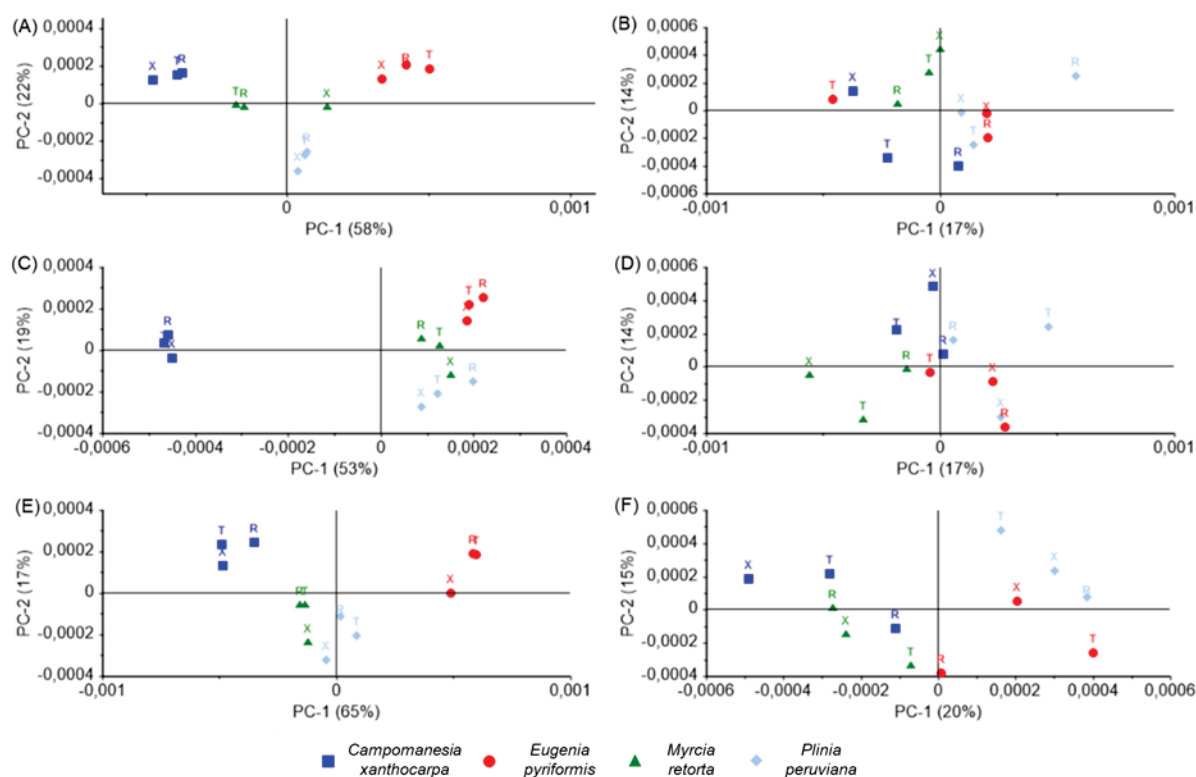 (A)
0,0004
0,0002
0
-0,0002
-0,0004
PC-2 (22%)
X T R
T R X
X R T
X R
0 0,001
PC-1 (58%)
(B)
0,0006
0,0004
0,0002
0
-0,0002
-0,0004
-0,0006
PC-2 (14%)
X
T
R
R
X
T
X
X
R
T
T
R
-0,001 0 0,001
PC-1 (17%)
(C)
0,0004
0,0002
0
-0,0002
-0,0004
PC-2 (19%)
R
X
T R
R T
X
X T R
-0,0006 -0,0004 -0,0002 0 0,0002 0,0004
PC-1 (53%)
(D)
0,0006
0,0004
0,0002
0
-0,0002
-0,0004
PC-2 (14%)
X
T
T
R
R
X
R
T
X
T
X
R
-0,001 0 0,001
PC-1 (17%)
(E)
0,0004
0,0002
0
-0,0002
-0,0004
PC-2 (17%)
T R
X
R T
X
R T
X
R T
X
-0,001 0 0,001
PC-1 (65%)
(F)
0,0006
0,0004
0,0002
0
-0,0002
-0,0004
PC-2 (15%)
T
X T
X
R
X
R
X
R
T
R
T
-0,0006 -0,0004 -0,0002 0 0,0002 0,0004 0,0006
PC-1 (20%)
Campomanesia
xanthocarpa
Eugenia
pyriformis
Myrcia
retorta
Plinia
peruviana